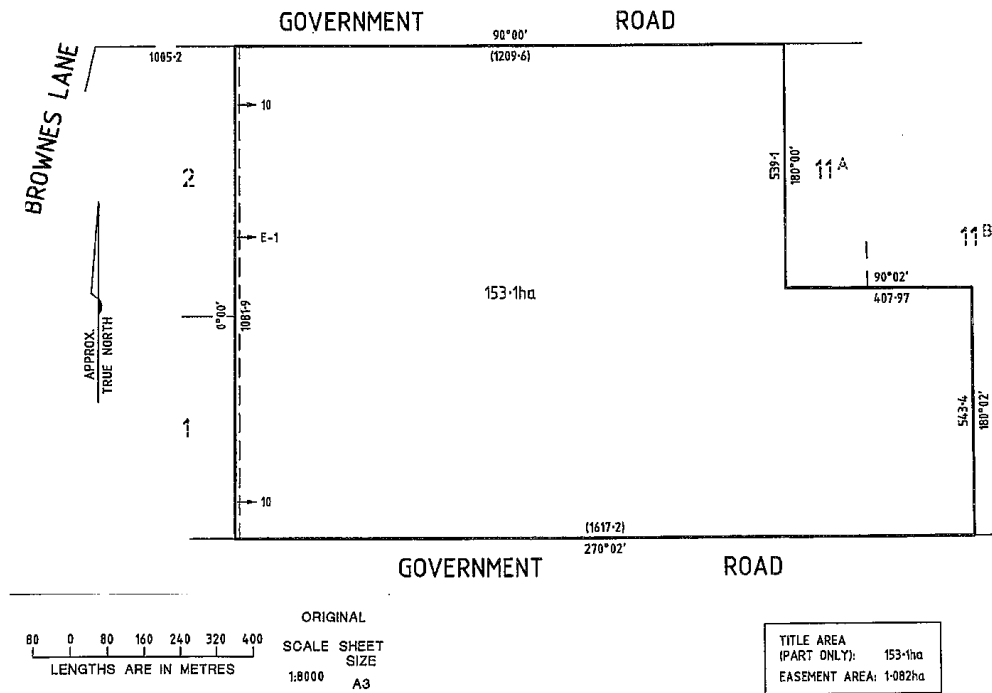 GOVERNMENT ROAD
90°00'
(1209·6)
1085·2
BROWNES LANE
10
2
539·1
180°00'
11A
E-1
11B
90°02'
407·97
153·1ha
0°00'
1081·9
APPROX.
TRUE NORTH
1
543·4
180°02'
10
(1617·2)
270°02'
GOVERNMENT ROAD
ORIGINAL
80 0 80 160 240 320 400
LENGTHS ARE IN METRES
SCALE SHEET
SIZE
1:8000 A3
TITLE AREA
(PART ONLY): 153·1ha
EASEMENT AREA: 1·082ha